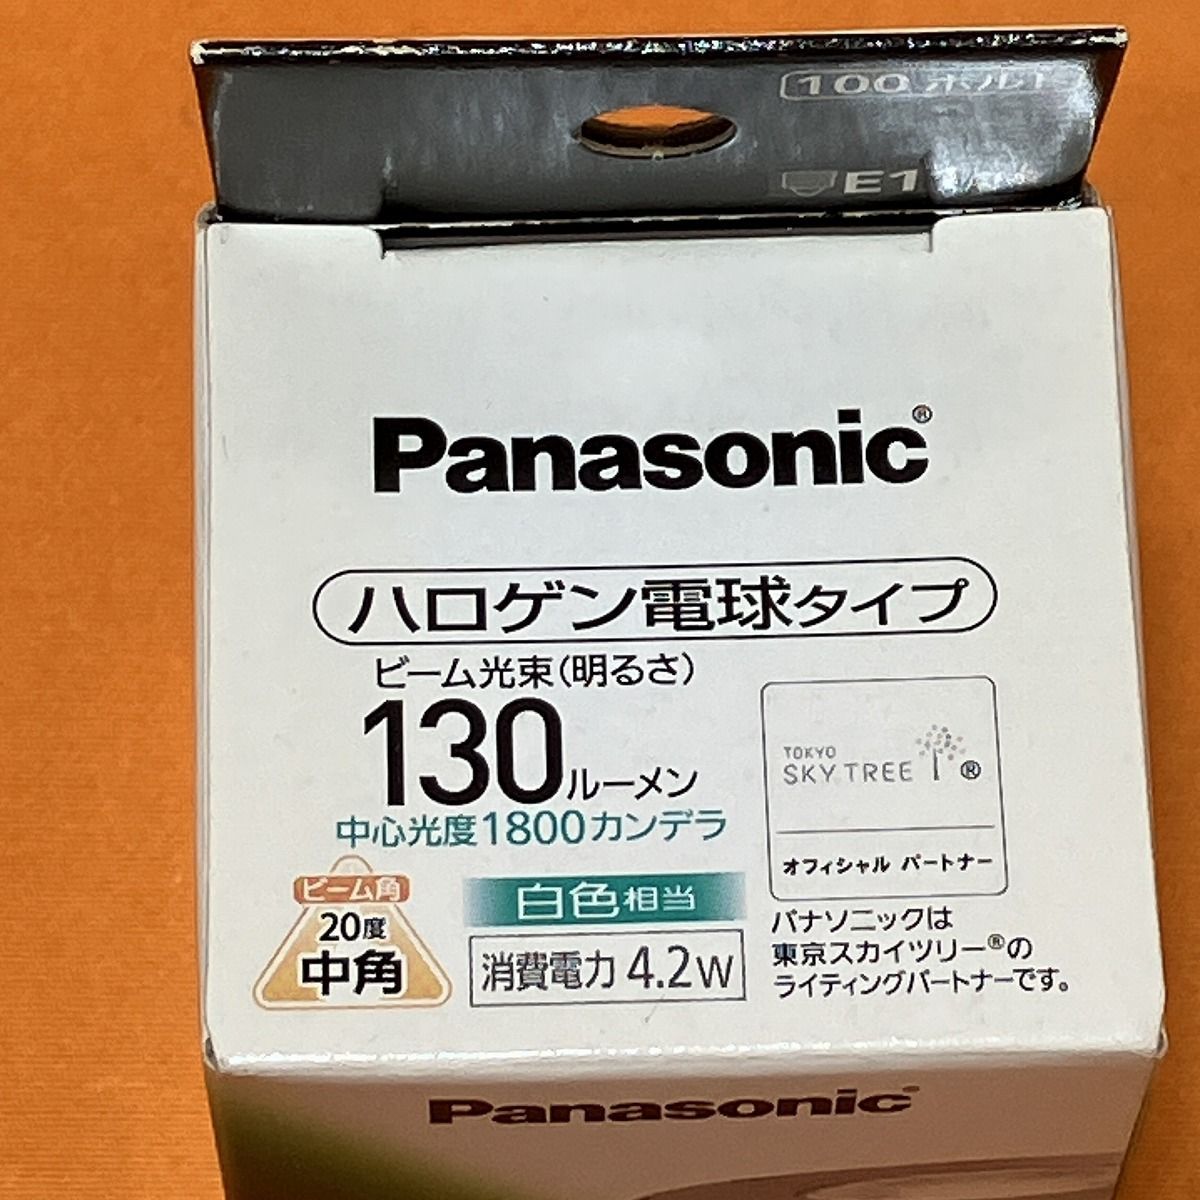 100 ボルト
E1
Panasonic®
ハロゲン電球タイプ
ビーム光束(明るさ)
130ルーメン
中心光度1800カンデラ
ビーム角
20度
中角
白色相当
消費電力4.2W
TOKYO
SKY TREE®
オフィシャル パートナー
パナソニックは
東京スカイツリー®の
ライティングパートナーです。
Panasonic